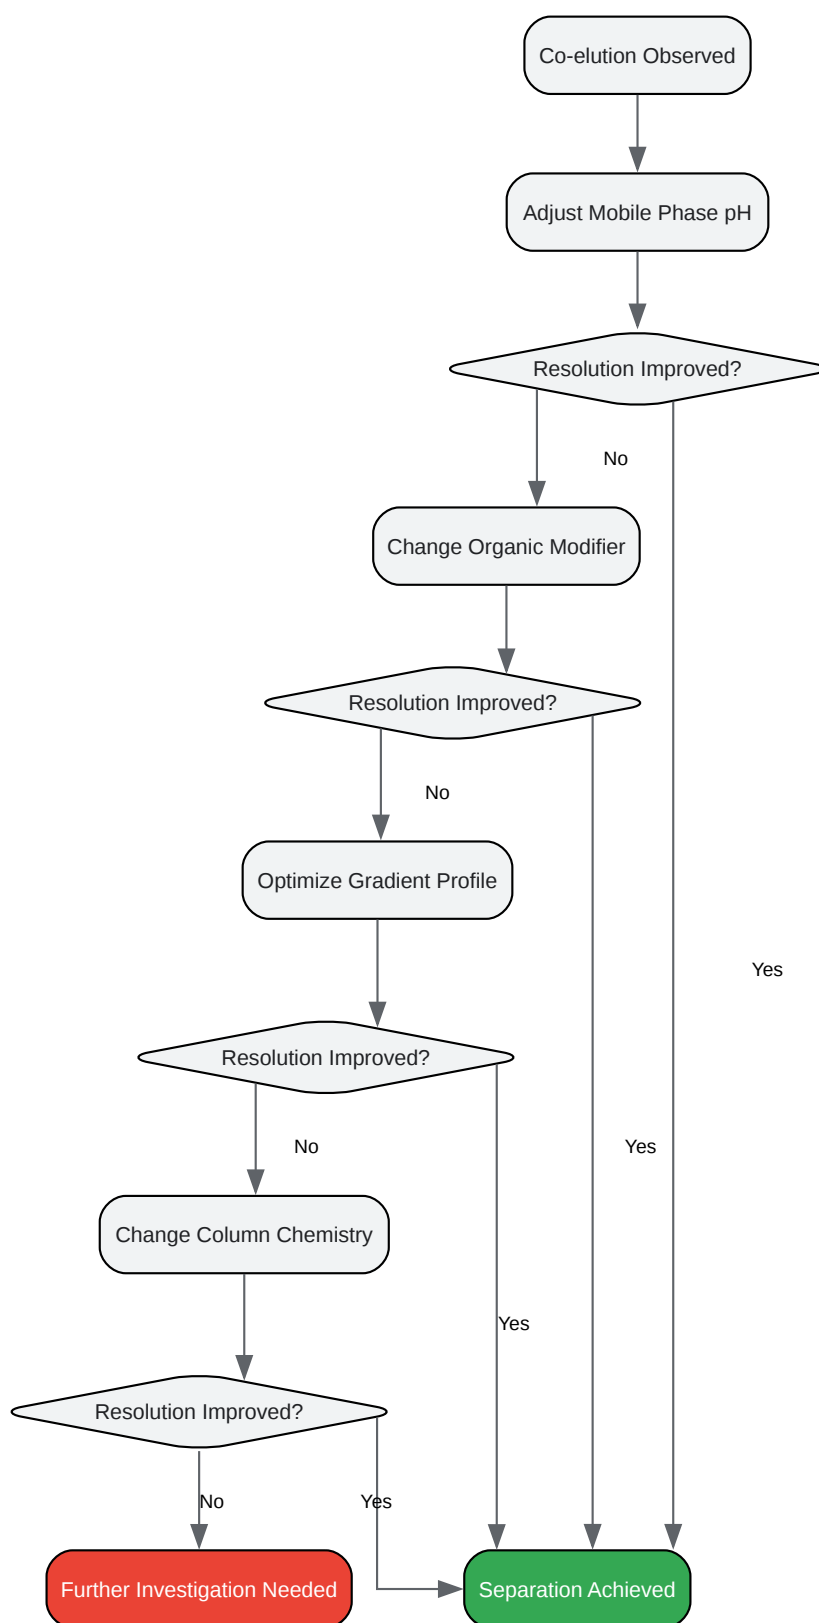 Co-elution Observed
Adjust Mobile Phase pH
Resolution Improved?
No
Change Organic Modifier
Resolution Improved?
No
Optimize Gradient Profile
Yes
Resolution Improved?
No
Yes
Change Column Chemistry
Yes
Resolution Improved?
No
Yes
Further Investigation Needed
Separation Achieved